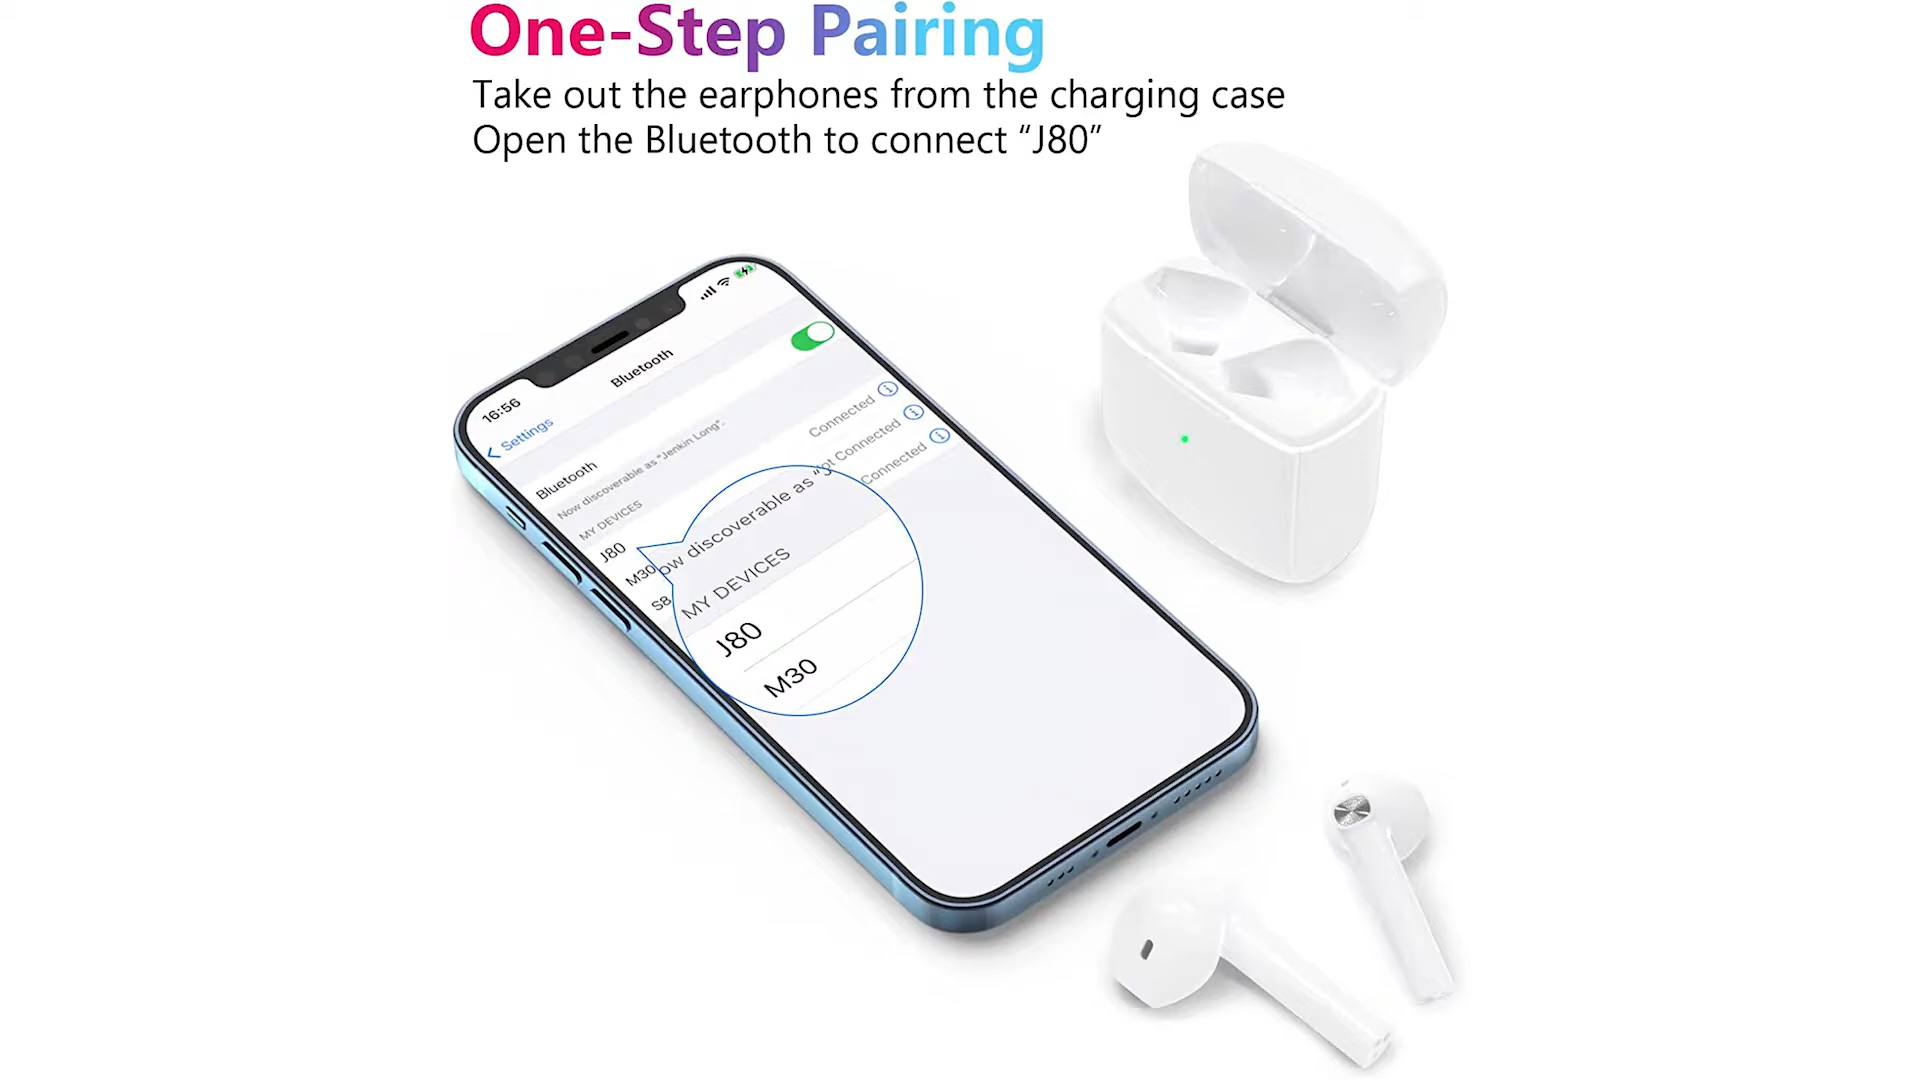 One-Step Pairing
Take out the earphones from the charging case
Open the Bluetooth to connect “J80”
16:56
Settings
Bluetooth
Bluetooth
Now discoverable as “Jenkin Long”.
MY DEVICES
J80 Connected
M30 ot Connected
S8 Connected
ow discoverable as “
MY DEVICES
J80
M30